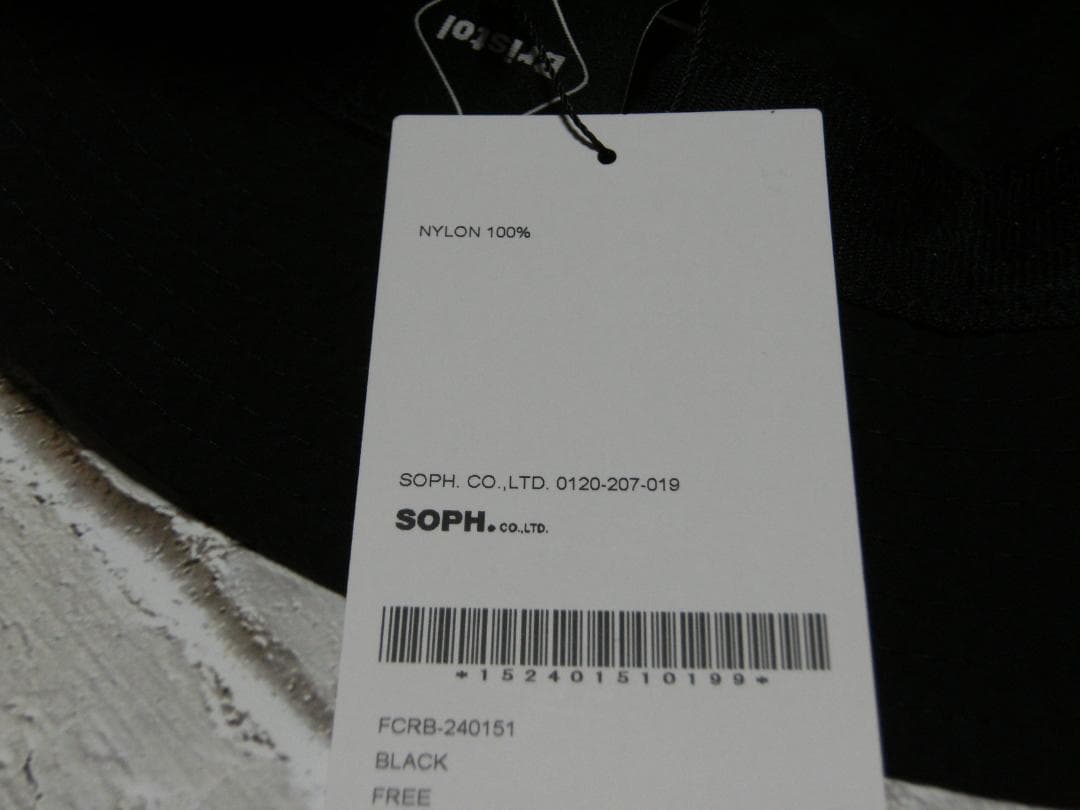 Bristol
NYLON 100%
SOPH. CO.,LTD. 0120-207-019
SOPH. CO.,LTD.
*152401510199*
FCRB-240151
BLACK
FREE